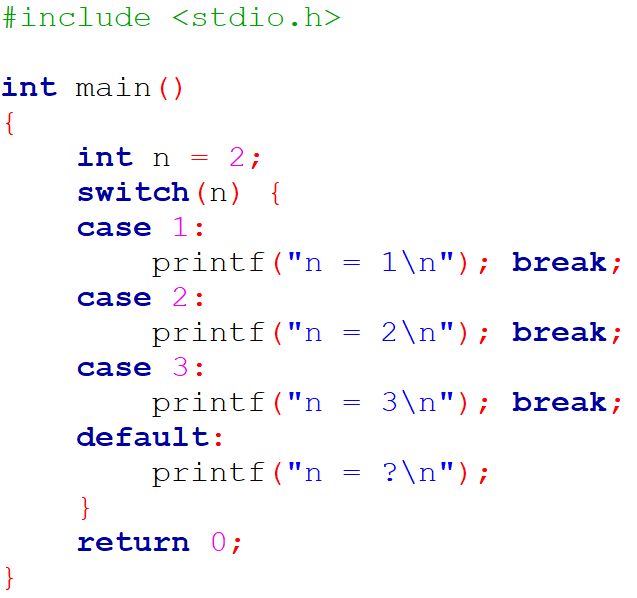 #include <stdio.h>

int main()
{
    int n = 2;
    switch(n) {
    case 1:
        printf("n = 1\n"); break;
    case 2:
        printf("n = 2\n"); break;
    case 3:
        printf("n = 3\n"); break;
    default:
        printf("n = ?\n");
    }
    return 0;
}